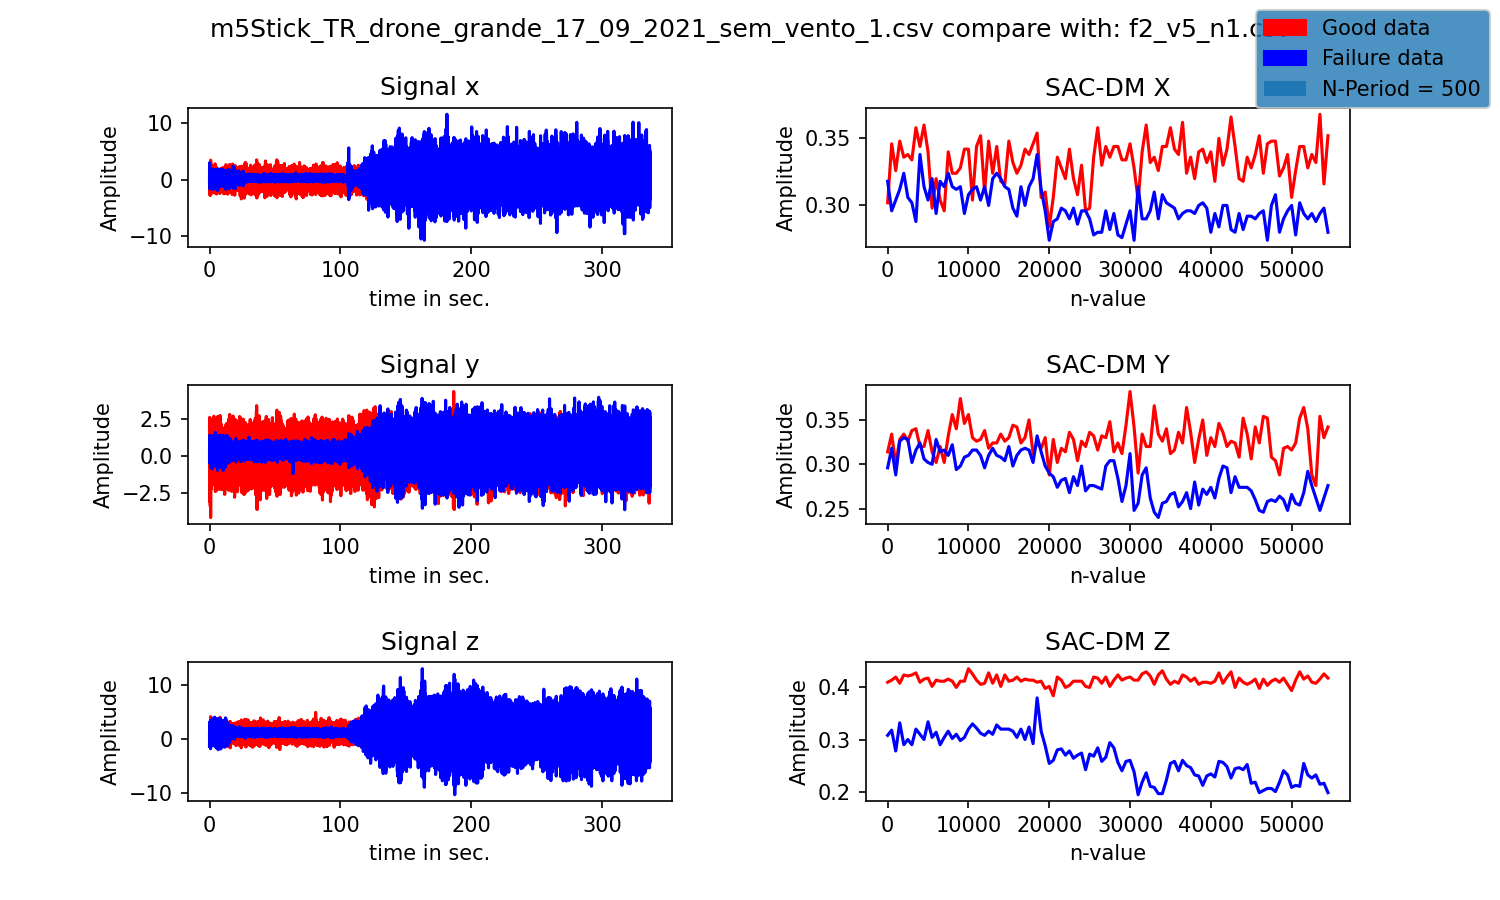 m5Stick_TR_drone_grande_17_09_2021_sem_vento_1.csv compare with: f2_v5_n1.csv
Good data
Failure data
N-Period = 500
Signal x
Amplitude
10
0
−10
0 100 200 300
time in sec.
SAC-DM X
Amplitude
0.35
0.30
0 10000 20000 30000 40000 50000
n-value
Signal y
Amplitude
2.5
0.0
−2.5
0 100 200 300
time in sec.
SAC-DM Y
Amplitude
0.35
0.30
0.25
0 10000 20000 30000 40000 50000
n-value
Signal z
Amplitude
10
0
−10
0 100 200 300
time in sec.
SAC-DM Z
Amplitude
0.4
0.3
0.2
0 10000 20000 30000 40000 50000
n-value